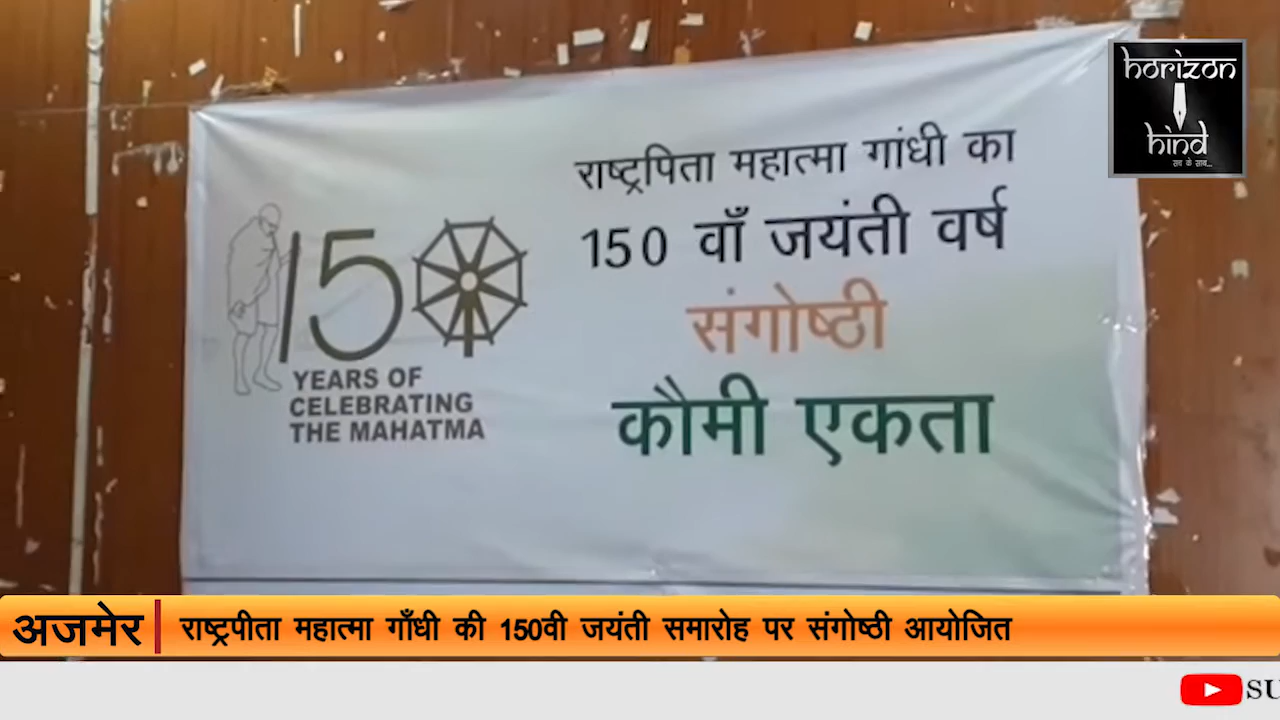 horizon
hind
सच के साथ...
राष्ट्रपिता महात्मा गांधी का
150 वाँ जयंती वर्ष
संगोष्ठी
कौमी एकता
150
YEARS OF
CELEBRATING
THE MAHATMA
अजमेर
राष्ट्रपीता महात्मा गाँधी की 150वी जयंती समारोह पर संगोष्ठी आयोजित
SU